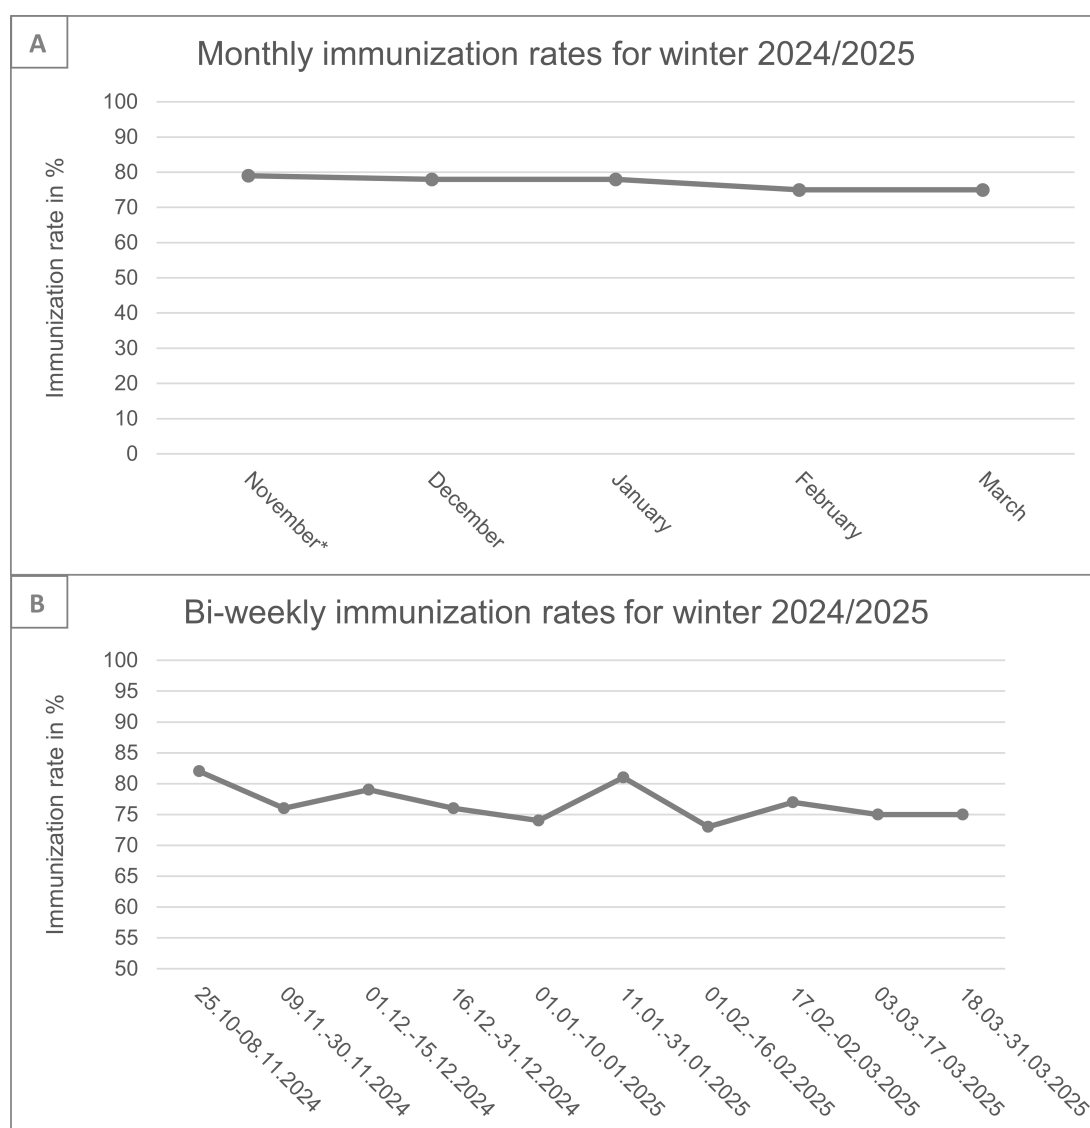 A
Monthly immunization rates for winter 2024/2025
Immunization rate in %
100
90
80
70
60
50
40
30
20
10
0
November*
December
January
February
March
B
Bi-weekly immunization rates for winter 2024/2025
Immunization rate in %
100
95
90
85
80
75
70
65
60
55
50
25.10-08.11.2024
09.11.-30.11.2024
01.12.-15.12.2024
16.12.-31.12.2024
01.01.-10.01.2025
11.01.-31.01.2025
01.02.-16.02.2025
17.02.-02.03.2025
03.03.-17.03.2025
18.03.-31.03.2025